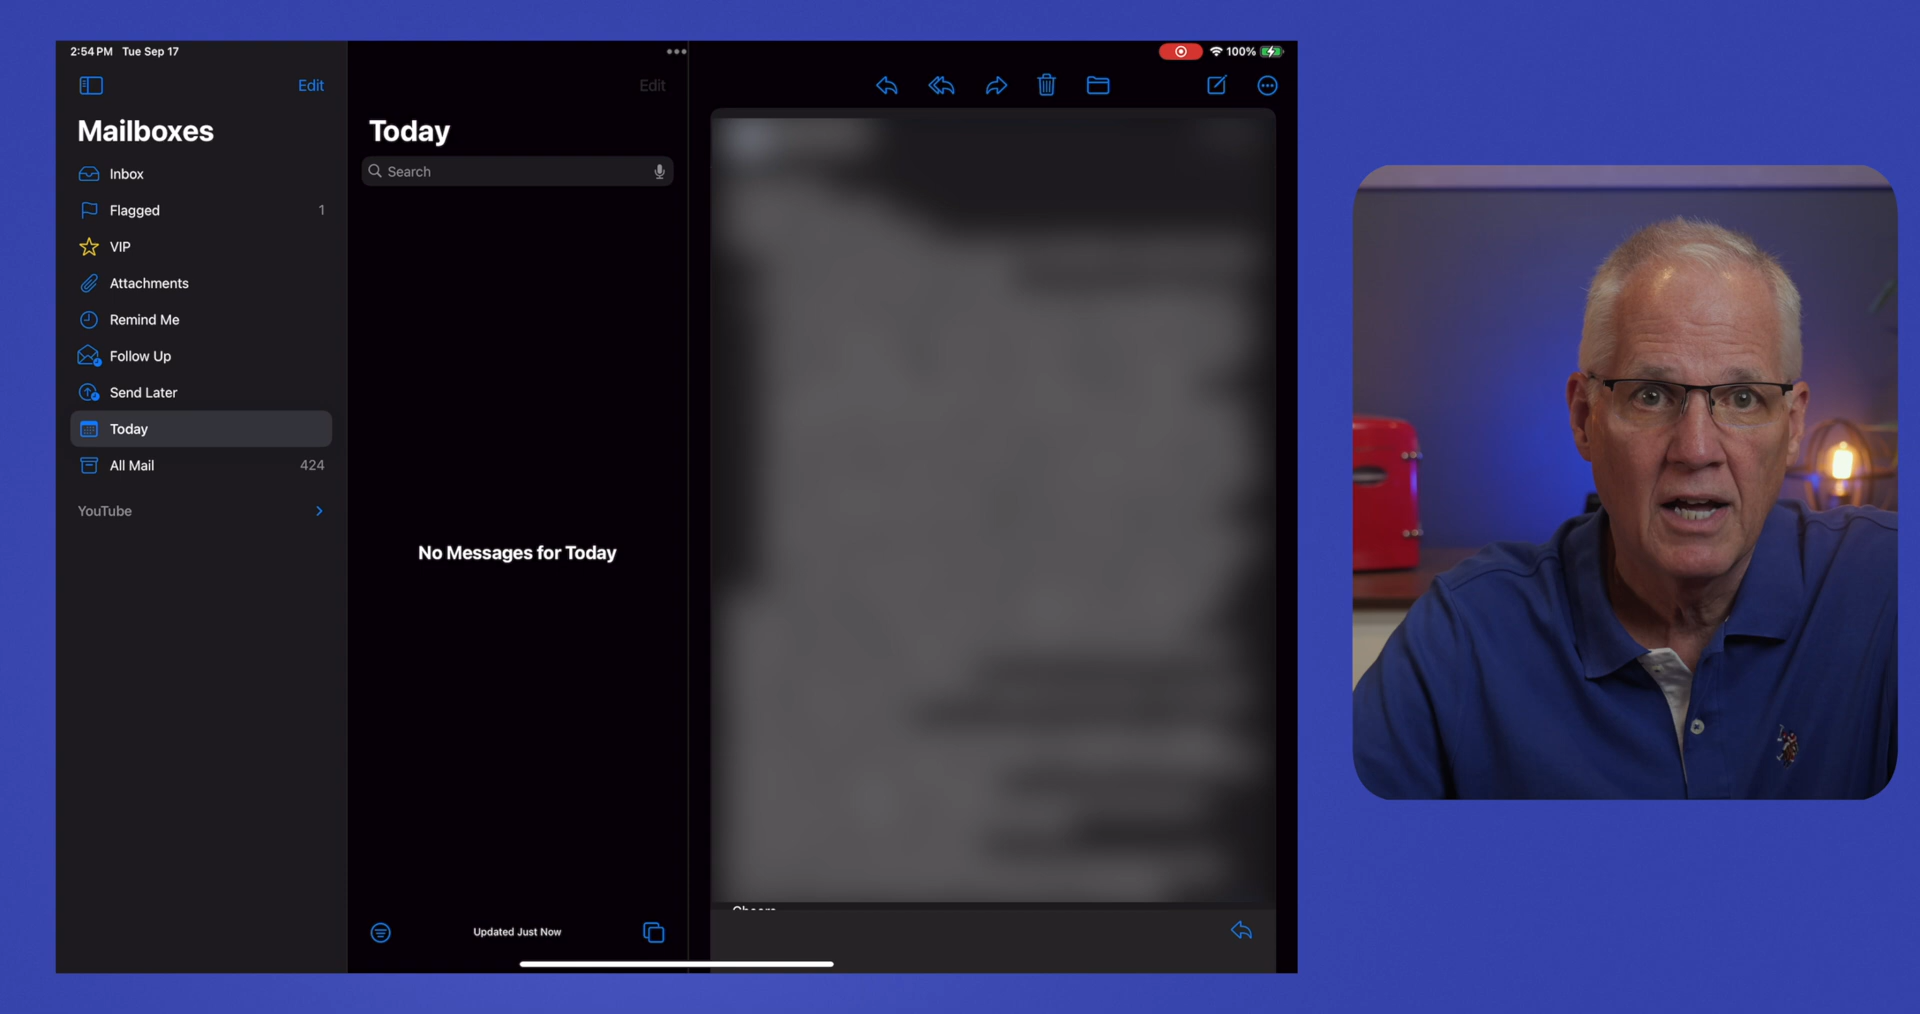 2:54 PM Tue Sep 17
100%
Edit
Edit
Mailboxes
Inbox
Flagged 1
VIP
Attachments
Remind Me
Follow Up
Send Later
Today
All Mail 424
YouTube
Today
Search
No Messages for Today
Updated Just Now